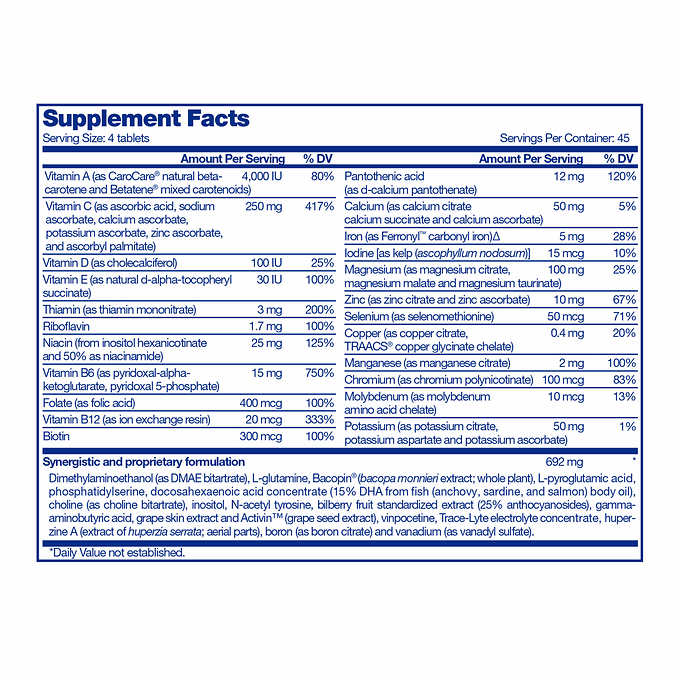 Supplement Facts
Serving Size: 4 tablets Servings Per Container: 45
Amount Per Serving % DV
Vitamin A (as CaroCare® natural beta- 4,000 IU 80%
carotene and Betatene® mixed carotenoids)
Vitamin C (as ascorbic acid, sodium 250 mg 417%
ascorbate, calcium ascorbate,
potassium ascorbate, zinc ascorbate,
and ascorbyl palmitate)
Vitamin D (as cholecalciferol) 100 IU 25%
Vitamin E (as natural d-alpha-tocopheryl 30 IU 100%
succinate)
Thiamin (as thiamin mononitrate) 3 mg 200%
Riboflavin 1.7 mg 100%
Niacin (from inositol hexanicotinate 25 mg 125%
and 50% as niacinamide)
Vitamin B6 (as pyridoxal-alpha- 15 mg 750%
ketoglutarate, pyridoxal 5-phosphate)
Folate (as folic acid) 400 mcg 100%
Vitamin B12 (as ion exchange resin) 20 mcg 333%
Biotin 300 mcg 100%
Amount Per Serving % DV
Pantothenic acid 12 mg 120%
(as d-calcium pantothenate)
Calcium (as calcium citrate 50 mg 5%
calcium succinate and calcium ascorbate)
Iron (as Ferronyl™ carbonyl iron)Δ 5 mg 28%
Iodine [as kelp (ascophyllum nodosum)] 15 mcg 10%
Magnesium (as magnesium citrate, 100 mg 25%
magnesium malate and magnesium taurinate)
Zinc (as zinc citrate and zinc ascorbate) 10 mg 67%
Selenium (as selenomethionine) 50 mcg 71%
Copper (as copper citrate, 0.4 mg 20%
TRAACS® copper glycinate chelate)
Manganese (as manganese citrate) 2 mg 100%
Chromium (as chromium polynicotinate) 100 mcg 83%
Molybdenum (as molybdenum 10 mcg 13%
amino acid chelate)
Potassium (as potassium citrate, 50 mg 1%
potassium aspartate and potassium ascorbate)
Synergistic and proprietary formulation 692 mg *
Dimethylaminoethanol (as DMAE bitartrate), L-glutamine, Bacopin® (bacopa monnieri extract; whole plant), L-pyroglutamic acid,
phosphatidylserine, docosahexaenoic acid concentrate (15% DHA from fish (anchovy, sardine, and salmon) body oil),
choline (as choline bitartrate), inositol, N-acetyl tyrosine, bilberry fruit standardized extract (25% anthocyanosides), gamma-
aminobutyric acid, grape skin extract and Activin™ (grape seed extract), vinpocetine, Trace-Lyte electrolyte concentrate, huper-
zine A (extract of huperzia serrata; aerial parts), boron (as boron citrate) and vanadium (as vanadyl sulfate).
*Daily Value not established.